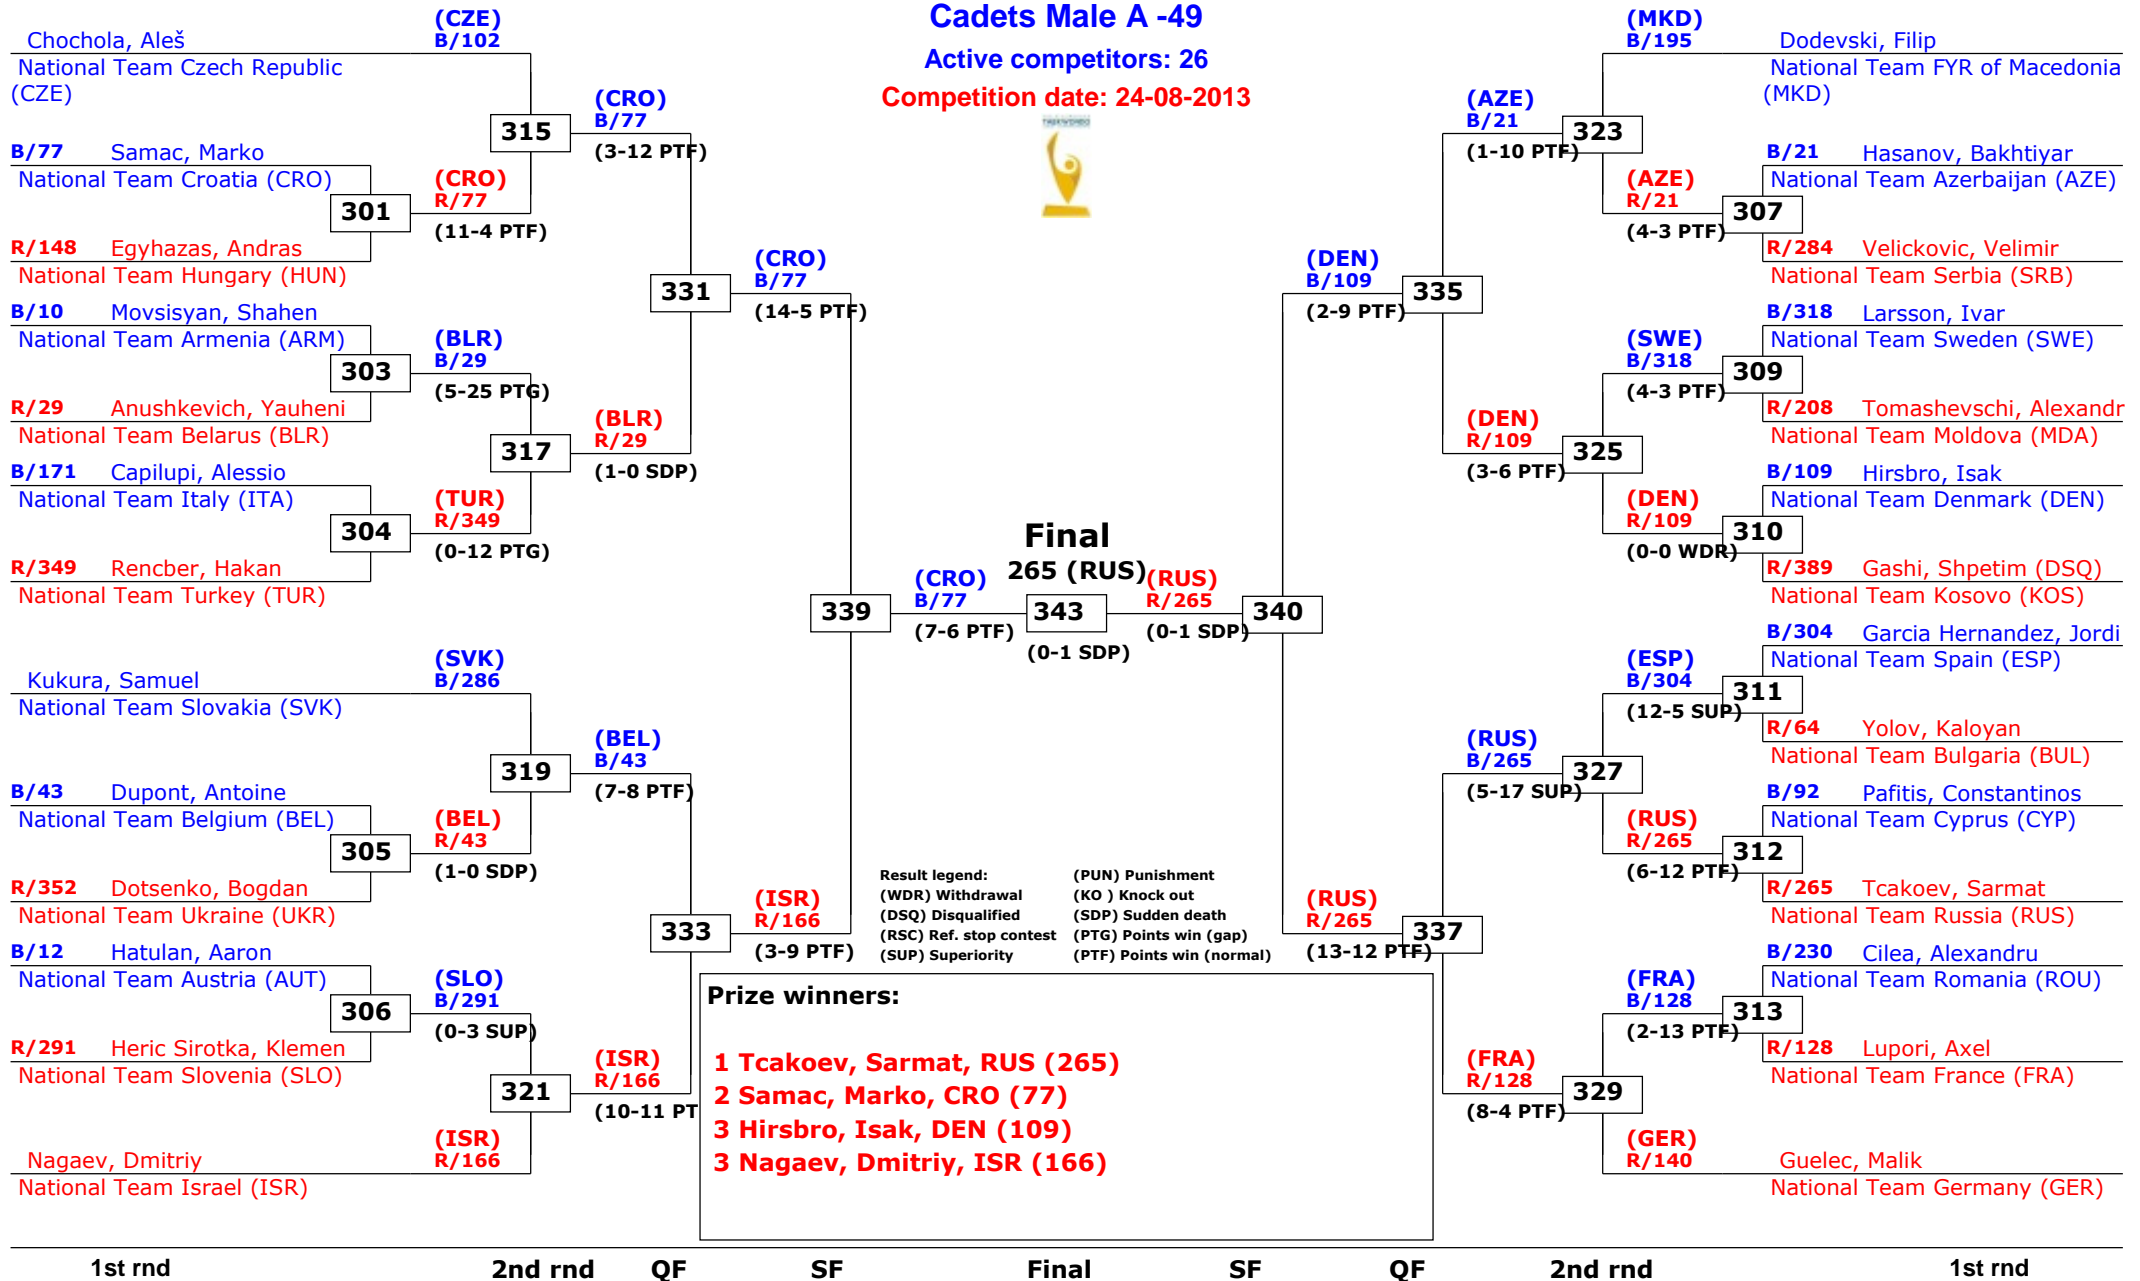 Cadets Male A -49
Active competitors: 26
Competition date: 24-08-2013
TAEKWONDO
(CZE)
B/102
Chochola, Aleš
National Team Czech Republic
(CZE)
B/77 Samac, Marko
National Team Croatia (CRO)
301
R/148 Egyhazas, Andras
National Team Hungary (HUN)
(CRO)
R/77
(11-4 PTF)
315
(CRO)
B/77
(3-12 PTF)
B/10 Movsisyan, Shahen
National Team Armenia (ARM)
303
R/29 Anushkevich, Yauheni
National Team Belarus (BLR)
(BLR)
B/29
(5-25 PTG)
317
(BLR)
R/29
(1-0 SDP)
B/171 Capilupi, Alessio
National Team Italy (ITA)
304
R/349 Rencber, Hakan
National Team Turkey (TUR)
(TUR)
R/349
(0-12 PTG)
331
(CRO)
B/77
(14-5 PTF)
(SVK)
B/286
Kukura, Samuel
National Team Slovakia (SVK)
319
(BEL)
B/43
(7-8 PTF)
B/43 Dupont, Antoine
National Team Belgium (BEL)
305
R/352 Dotsenko, Bogdan
National Team Ukraine (UKR)
(BEL)
R/43
(1-0 SDP)
B/12 Hatulan, Aaron
National Team Austria (AUT)
306
R/291 Heric Sirotka, Klemen
National Team Slovenia (SLO)
(SLO)
B/291
(0-3 SUP)
321
(ISR)
R/166
(10-11 PT
(ISR)
R/166
Nagaev, Dmitriy
National Team Israel (ISR)
333
(ISR)
R/166
(3-9 PTF)
339
(CRO)
B/77
(7-6 PTF)
Final
265 (RUS)
343
(0-1 SDP)
(RUS)
R/265
(0-1 SDP)
340
(DEN)
B/109
(2-9 PTF)
335
(AZE)
B/21
(1-10 PTF)
323
(MKD)
B/195
Dodevski, Filip
National Team FYR of Macedonia
(MKD)
(AZE)
R/21
(4-3 PTF)
307
B/21 Hasanov, Bakhtiyar
National Team Azerbaijan (AZE)
R/284 Velickovic, Velimir
National Team Serbia (SRB)
(DEN)
R/109
(3-6 PTF)
325
(SWE)
B/318
(4-3 PTF)
309
B/318 Larsson, Ivar
National Team Sweden (SWE)
R/208 Tomashevschi, Alexandr
National Team Moldova (MDA)
(DEN)
R/109
(0-0 WDR)
310
B/109 Hirsbro, Isak
National Team Denmark (DEN)
R/389 Gashi, Shpetim (DSQ)
National Team Kosovo (KOS)
(RUS)
R/265
(13-12 PTF)
337
(RUS)
B/265
(5-17 SUP)
327
(ESP)
B/304
(12-5 SUP)
311
B/304 Garcia Hernandez, Jordi
National Team Spain (ESP)
R/64 Yolov, Kaloyan
National Team Bulgaria (BUL)
(RUS)
R/265
(6-12 PTF)
312
B/92 Pafitis, Constantinos
National Team Cyprus (CYP)
R/265 Tcakoev, Sarmat
National Team Russia (RUS)
(FRA)
R/128
(8-4 PTF)
329
(FRA)
B/128
(2-13 PTF)
313
B/230 Cilea, Alexandru
National Team Romania (ROU)
R/128 Lupori, Axel
National Team France (FRA)
(GER)
R/140
Guelec, Malik
National Team Germany (GER)
Result legend: (PUN) Punishment
(WDR) Withdrawal (KO ) Knock out
(DSQ) Disqualified (SDP) Sudden death
(RSC) Ref. stop contest (PTG) Points win (gap)
(SUP) Superiority (PTF) Points win (normal)
Prize winners:
1 Tcakoev, Sarmat, RUS (265)
2 Samac, Marko, CRO (77)
3 Hirsbro, Isak, DEN (109)
3 Nagaev, Dmitriy, ISR (166)
1st rnd 2nd rnd QF SF Final SF QF 2nd rnd 1st rnd